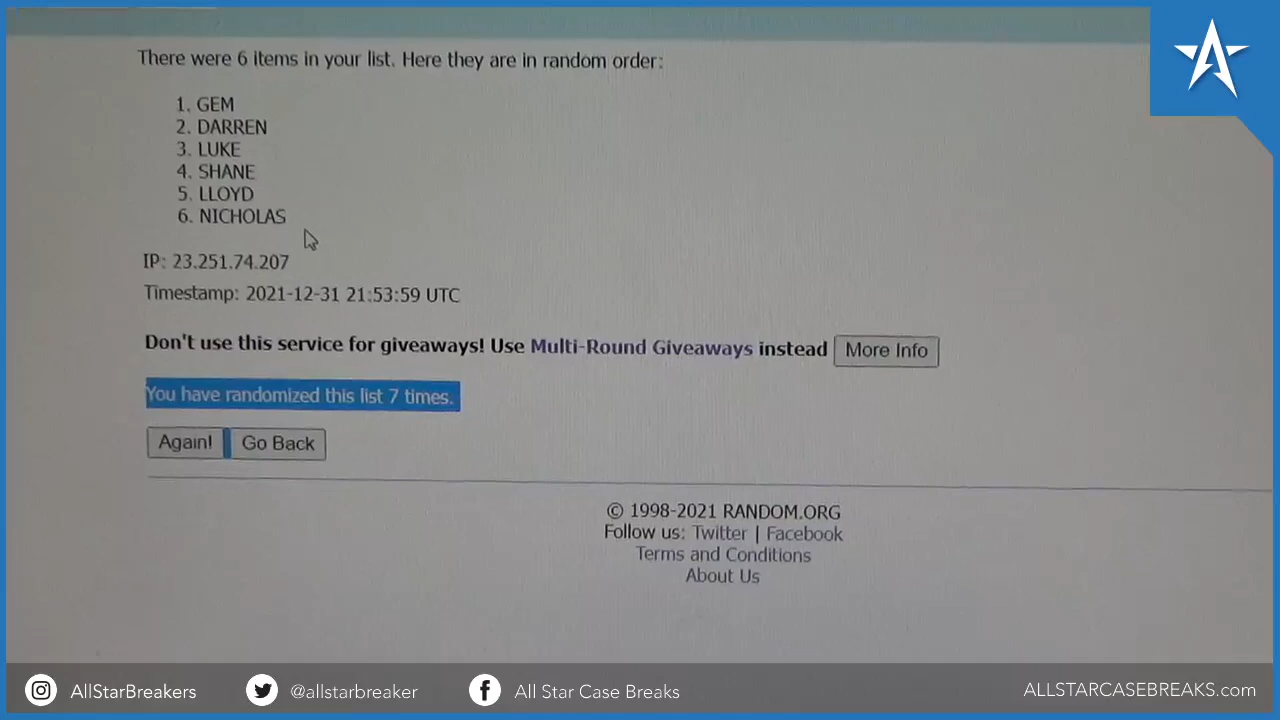 There were 6 items in your list. Here they are in random order:
1. GEM
2. DARREN
3. LUKE
4. SHANE
5. LLOYD
6. NICHOLAS
IP: 23.251.74.207
Timestamp: 2021-12-31 21:53:59 UTC
Don't use this service for giveaways! Use Multi-Round Giveaways instead More Info
You have randomized this list 7 times.
Again! Go Back
© 1998-2021 RANDOM.ORG
Follow us: Twitter | Facebook
Terms and Conditions
About Us
AllStarBreakers @allstarbreaker All Star Case Breaks ALLSTARCASEBREAKS.com